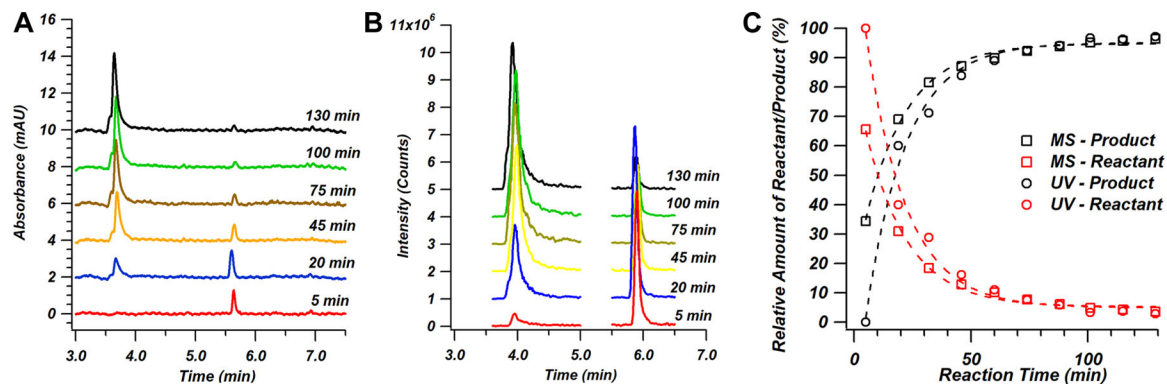 A
Absorbance (mAU)
16
14
12
10
8
6
4
2
0
130 min
100 min
75 min
45 min
20 min
5 min
3.0 4.0 5.0 6.0 7.0
Time (min)
B
Intensity (Counts)
11x10⁶
10
9
8
7
6
5
4
3
2
1
0
130 min
100 min
75 min
45 min
20 min
5 min
3.0 4.0 5.0 6.0 7.0
Time (min)
C
Relative Amount of Reactant/Product (%)
100
90
80
70
60
50
40
30
20
10
0
MS - Product
MS - Reactant
UV - Product
UV - Reactant
0 50 100
Reaction Time (min)